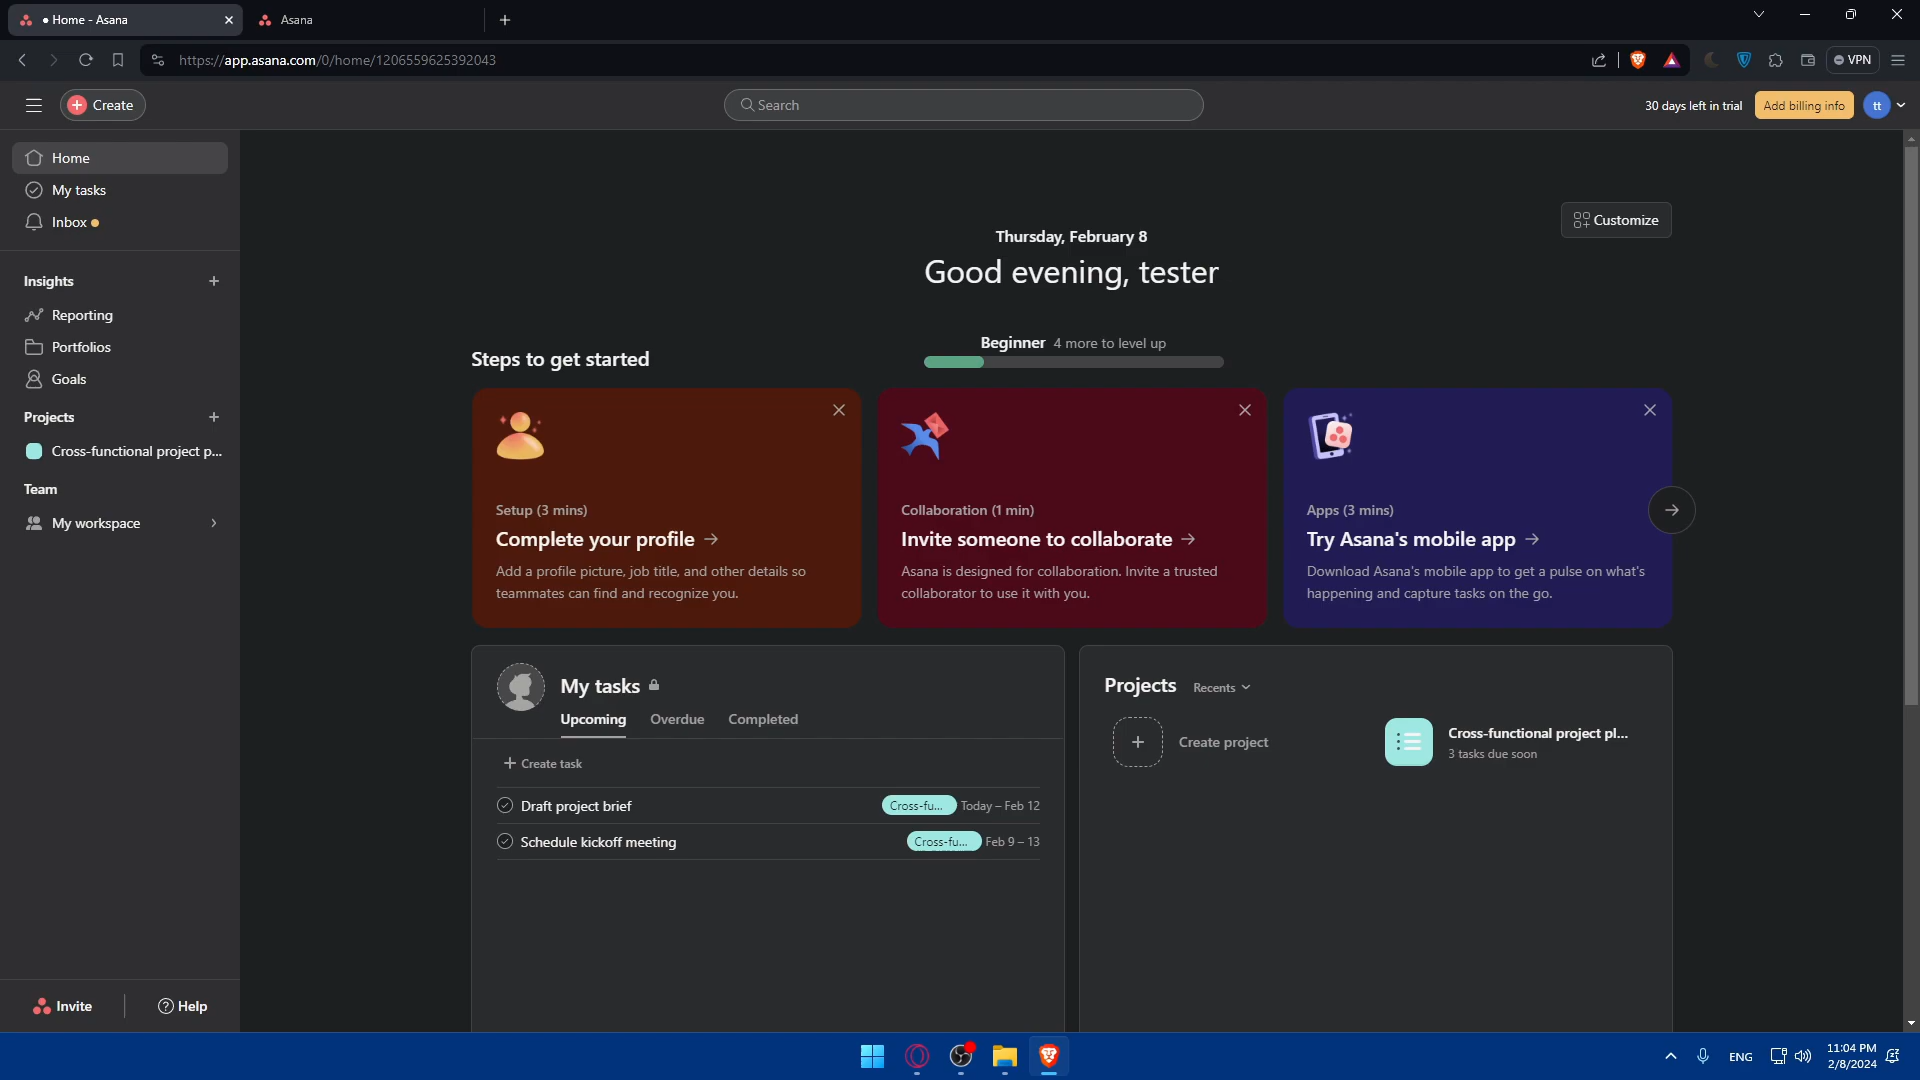 • Home - Asana
Asana
https://app.asana.com/0/home/1206559625392043
VPN
Create
Search
30 days left in trial
Add billing info
tt
Home
My tasks
Inbox
Insights
Reporting
Portfolios
Goals
Projects
Cross-functional project p...
Team
My workspace
Invite
Help
Customize
Thursday, February 8
Good evening, tester
Beginner 4 more to level up
Steps to get started
Setup (3 mins)
Complete your profile
Add a profile picture, job title, and other details so
teammates can find and recognize you.
Collaboration (1 min)
Invite someone to collaborate
Asana is designed for collaboration. Invite a trusted
collaborator to use it with you.
Apps (3 mins)
Try Asana's mobile app
Download Asana's mobile app to get a pulse on what's
happening and capture tasks on the go.
My tasks
Upcoming Overdue Completed
Create task
Draft project brief Cross-fu... Today – Feb 12
Schedule kickoff meeting Cross-fu... Feb 9 – 13
Projects Recents
Create project
Cross-functional project pl...
3 tasks due soon
ENG
11:04 PM
2/8/2024